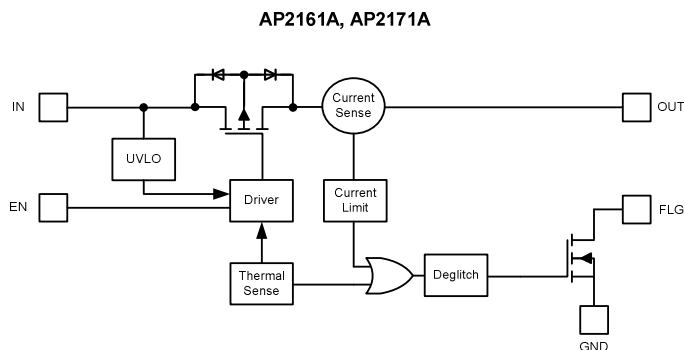 AP2161A, AP2171A
IN
Current
Sense
OUT
UVLO
EN
Driver
Current
Limit
FLG
Thermal
Sense
Deglitch
GND